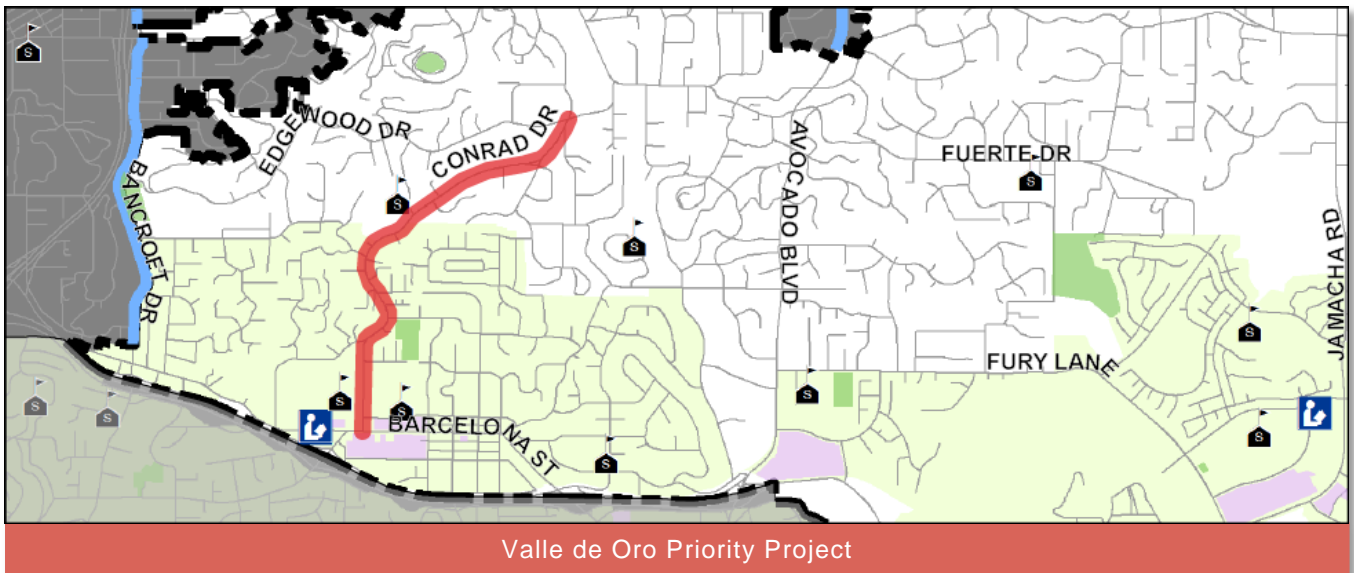 S
EDGEWOOD DR
CONRAD DR
BANCROFT DR
S
S
AVOCADO BLVD
FUERTE DR
S
JAMACHA RD
S
FURY LANE
S
S
S
S
S
S
BARCELONA ST
S
S
Valle de Oro Priority Project